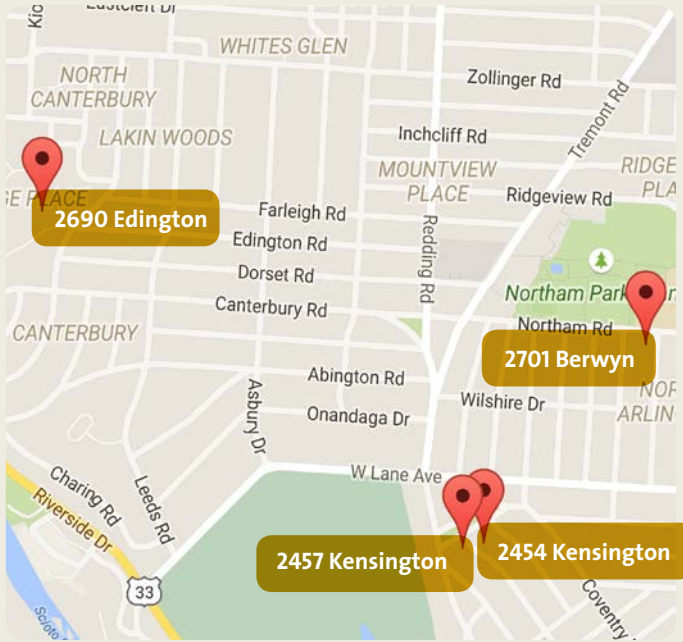 Eastcleft Dr
WHITES GLEN
NORTH
CANTERBURY
Zollinger Rd
Tremont Rd
LAKIN WOODS
Inchcliff Rd
MOUNTVIEW
PLACE
Ridgeview Rd
PLACE
2690 Edington
Farleigh Rd
Edington Rd
Redding Rd
Dorset Rd
Canterbury Rd
Northam Park
Northam Rd
CANTERBURY
2701 Berwyn
Abington Rd
Wilshire Dr
Onandaga Dr
Asbury Dr
W Lane Ave
Charing Rd
Leeds Rd
Riverside Dr
2457 Kensington
2454 Kensington
33
Coventry
Scioto